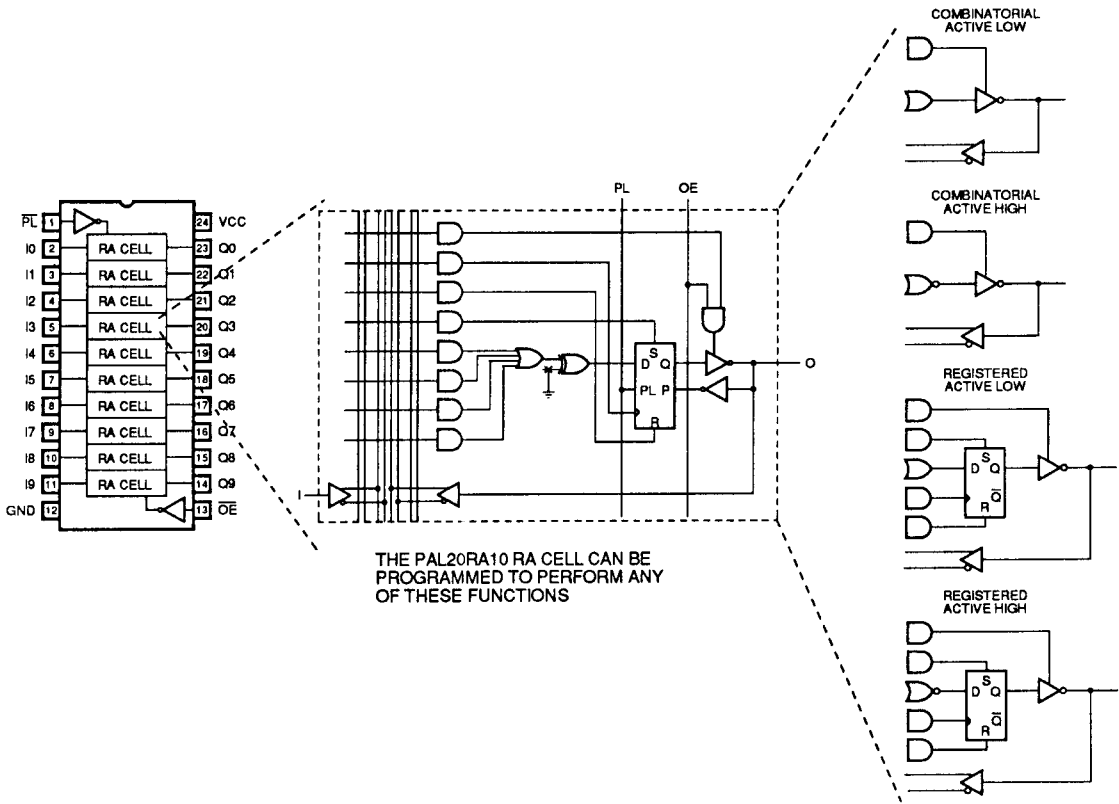 COMBINATORIAL
ACTIVE LOW
COMBINATORIAL
ACTIVE HIGH
REGISTERED
ACTIVE LOW
S
D Q
Q̅
R
REGISTERED
ACTIVE HIGH
S
D Q
Q̅
R
P̅L̅ 1
24 VCC
I0 2 RA CELL 23 Q0
I1 3 RA CELL 22 Q1
I2 4 RA CELL 21 Q2
I3 5 RA CELL 20 Q3
I4 6 RA CELL 19 Q4
I5 7 RA CELL 18 Q5
I6 8 RA CELL 17 Q6
I7 9 RA CELL 16 Q7
I8 10 RA CELL 15 Q8
I9 11 RA CELL 14 Q9
GND 12 13 O̅E̅
PL OE
S
D Q
PL P
R
O
I
THE PAL20RA10 RA CELL CAN BE
PROGRAMMED TO PERFORM ANY
OF THESE FUNCTIONS